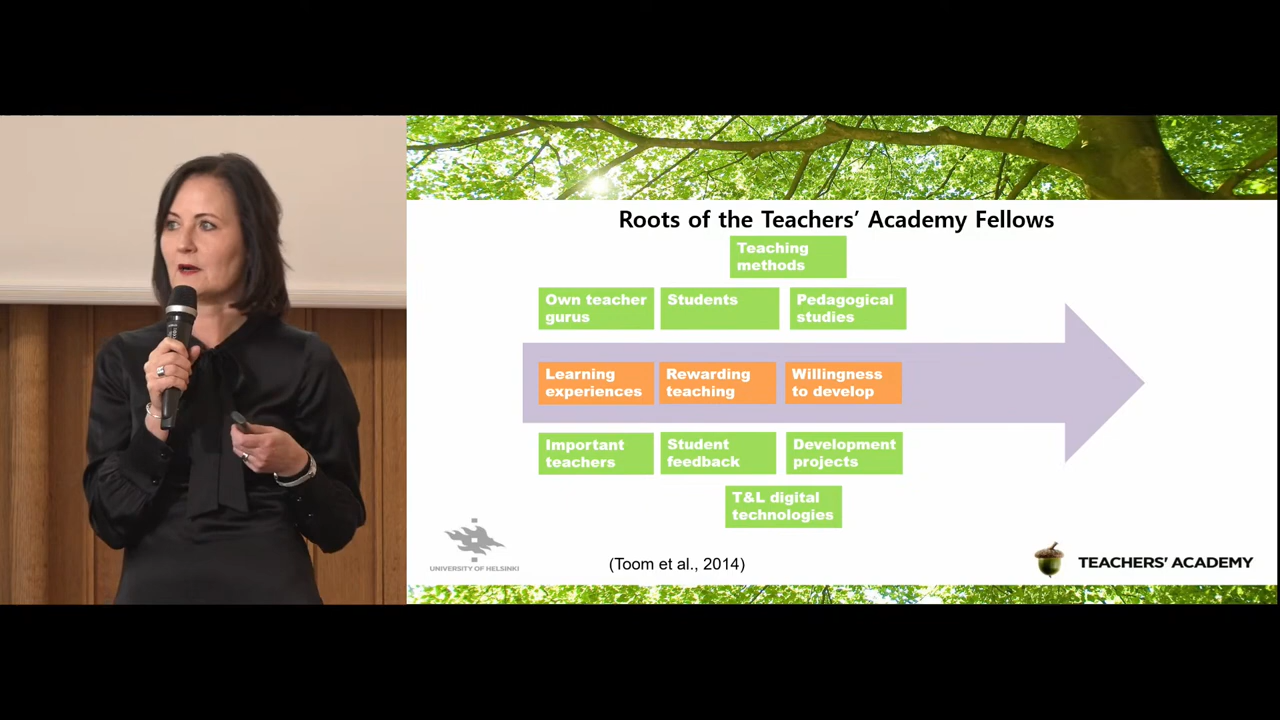 Roots of the Teachers' Academy Fellows
Teaching
methods
Own teacher
gurus
Students
Pedagogical
studies
Learning
experiences
Rewarding
teaching
Willingness
to develop
Important
teachers
Student
feedback
Development
projects
T&L digital
technologies
UNIVERSITY OF HELSINKI
(Toom et al., 2014)
TEACHERS' ACADEMY